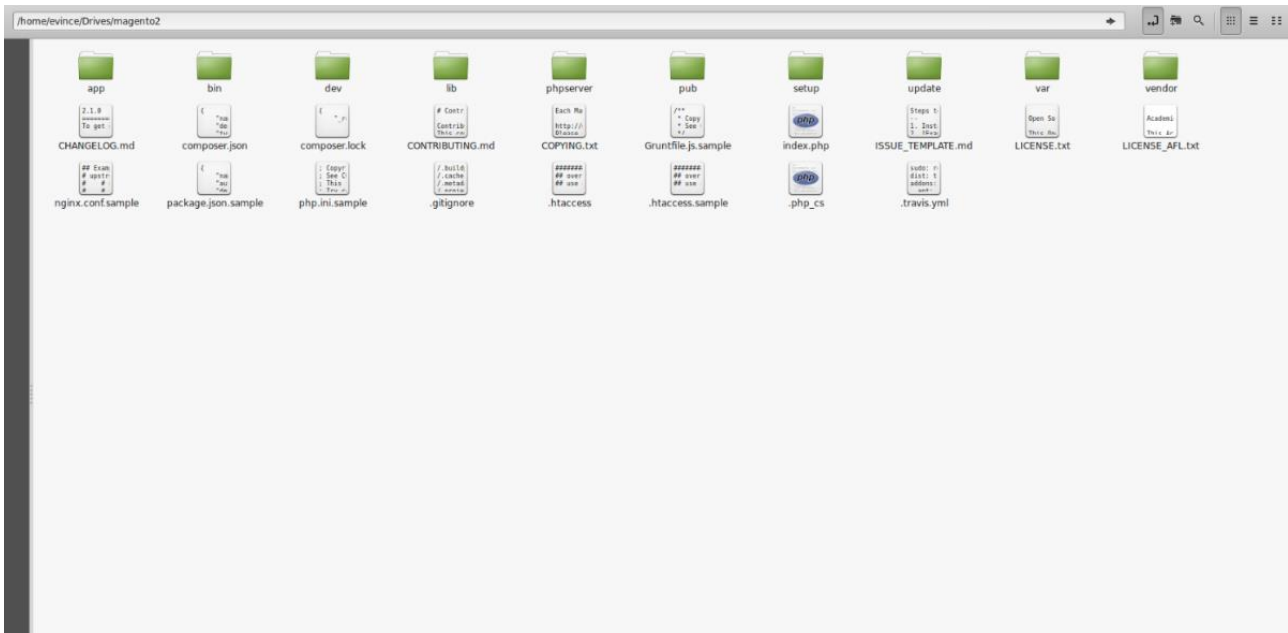 /home/evince/Drives/magento2
app bin dev lib phpserver pub setup update var vendor
CHANGELOG.md composer.json composer.lock CONTRIBUTING.md COPYING.txt Gruntfile.js.sample index.php ISSUE_TEMPLATE.md LICENSE.txt LICENSE_AFL.txt
nginx.conf.sample package.json.sample php.ini.sample .gitignore .htaccess .htaccess.sample .php_cs .travis.yml